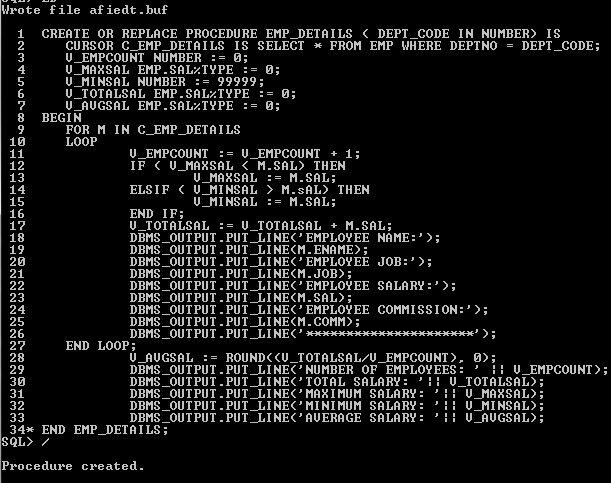 SQL> ED
Wrote file afiedt.buf
1 CREATE OR REPLACE PROCEDURE EMP_DETAILS ( DEPT_CODE IN NUMBER) IS
2 CURSOR C_EMP_DETAILS IS SELECT * FROM EMP WHERE DEPTNO = DEPT_CODE;
3 V_EMPCOUNT NUMBER := 0;
4 V_MAXSAL EMP.SAL%TYPE := 0;
5 V_MINSAL NUMBER := 99999;
6 V_TOTALSAL EMP.SAL%TYPE := 0;
7 V_AVGSAL EMP.SAL%TYPE := 0;
8 BEGIN
9 FOR M IN C_EMP_DETAILS
10 LOOP
11 V_EMPCOUNT := V_EMPCOUNT + 1;
12 IF ( V_MAXSAL < M.SAL) THEN
13 V_MAXSAL := M.SAL;
14 ELSIF ( V_MINSAL > M.sAL) THEN
15 V_MINSAL := M.SAL;
16 END IF;
17 V_TOTALSAL := V_TOTALSAL + M.SAL;
18 DBMS_OUTPUT.PUT_LINE('EMPLOYEE NAME:');
19 DBMS_OUTPUT.PUT_LINE(M.ENAME);
20 DBMS_OUTPUT.PUT_LINE('EMPLOYEE JOB:');
21 DBMS_OUTPUT.PUT_LINE(M.JOB);
22 DBMS_OUTPUT.PUT_LINE('EMPLOYEE SALARY:');
23 DBMS_OUTPUT.PUT_LINE(M.SAL);
24 DBMS_OUTPUT.PUT_LINE('EMPLOYEE COMMISSION:');
25 DBMS_OUTPUT.PUT_LINE(M.COMM);
26 DBMS_OUTPUT.PUT_LINE('*********************');
27 END LOOP;
28 V_AVGSAL := ROUND((V_TOTALSAL/V_EMPCOUNT), 0);
29 DBMS_OUTPUT.PUT_LINE('NUMBER OF EMPLOYEES: ' || V_EMPCOUNT);
30 DBMS_OUTPUT.PUT_LINE('TOTAL SALARY: '|| V_TOTALSAL);
31 DBMS_OUTPUT.PUT_LINE('MAXIMUM SALARY: '|| V_MAXSAL);
32 DBMS_OUTPUT.PUT_LINE('MINIMUM SALARY: '|| V_MINSAL);
33 DBMS_OUTPUT.PUT_LINE('AVERAGE SALARY: '|| V_AVGSAL);
34* END EMP_DETAILS;
SQL> /
Procedure created.